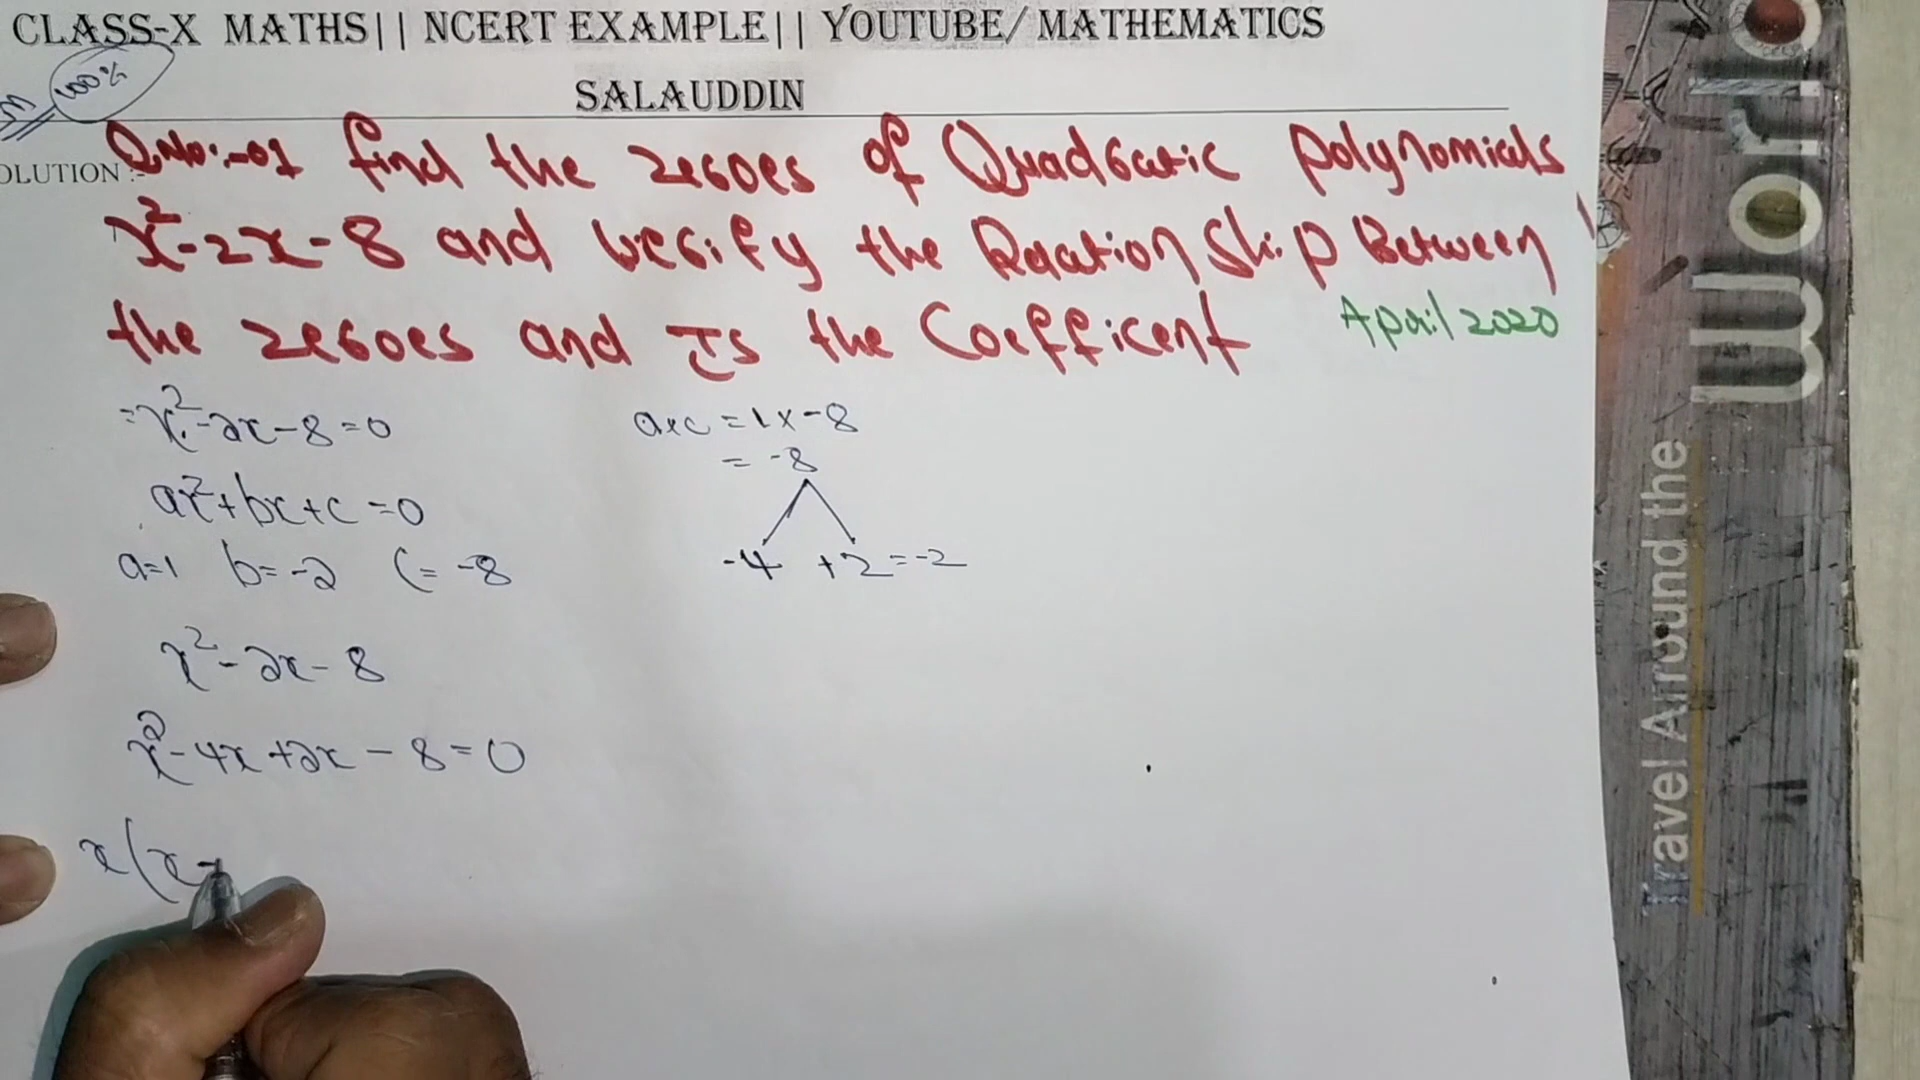 CLASS-X MATHS|| NCERT EXAMPLE|| YOUTUBE/ MATHEMATICS
SALAUDDIN
100%
OLUTION :-
Q.No:-01 find the zeroes of Quadratic polynomials
x²-2x-8 and verify the Relationship Between
the zeroes and Its the Coefficent
April 2020
=x²-2x-8=0
ax²+bx+c=0
a=1 b=-2 c=-8
x²-2x-8
x²-4x+2x-8=0
x(x-
a×c=1×-8
= -8
-4 +2=-2
World
Travel Arround the